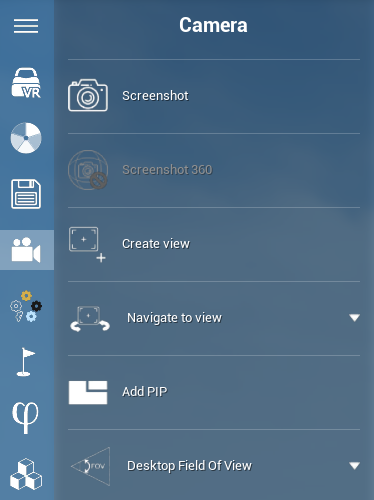 Camera
VR
Screenshot
Screenshot 360
Create view
Navigate to view
Add PIP
φ
FOV
Desktop Field Of View